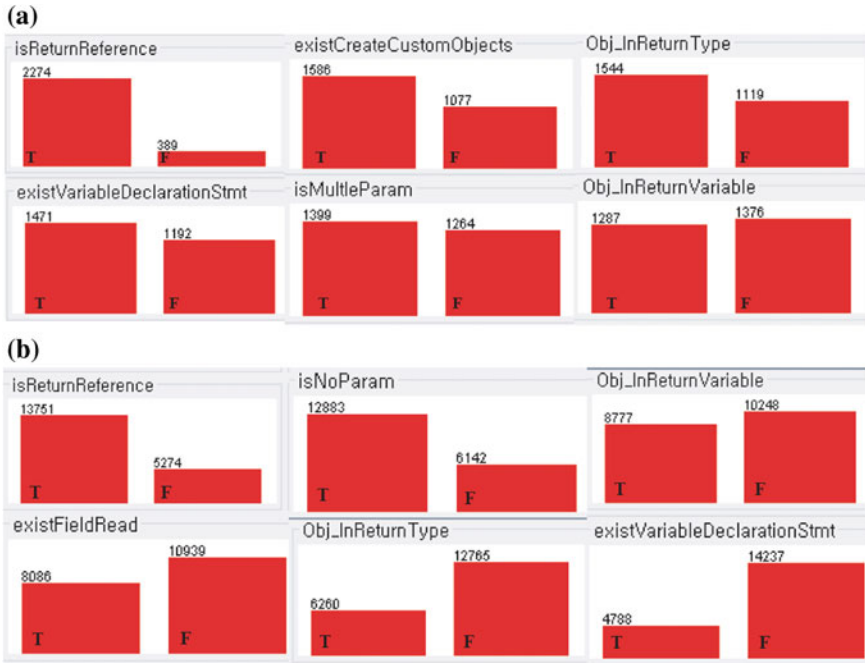 (a)
isReturnReference existCreateCustomObjects Obj_InReturnType
2274 389 1586 1077 1544 1119
T F T F T F
existVariableDeclarationStmt isMultleParam Obj_InReturnVariable
1471 1192 1399 1264 1287 1376
T F T F T F
(b)
isReturnReference isNoParam Obj_InReturnVariable
13751 5274 12883 6142 8777 10248
T F T F T F
existFieldRead Obj_InReturnType existVariableDeclarationStmt
8086 10939 6260 12765 4788 14237
T F T F T F